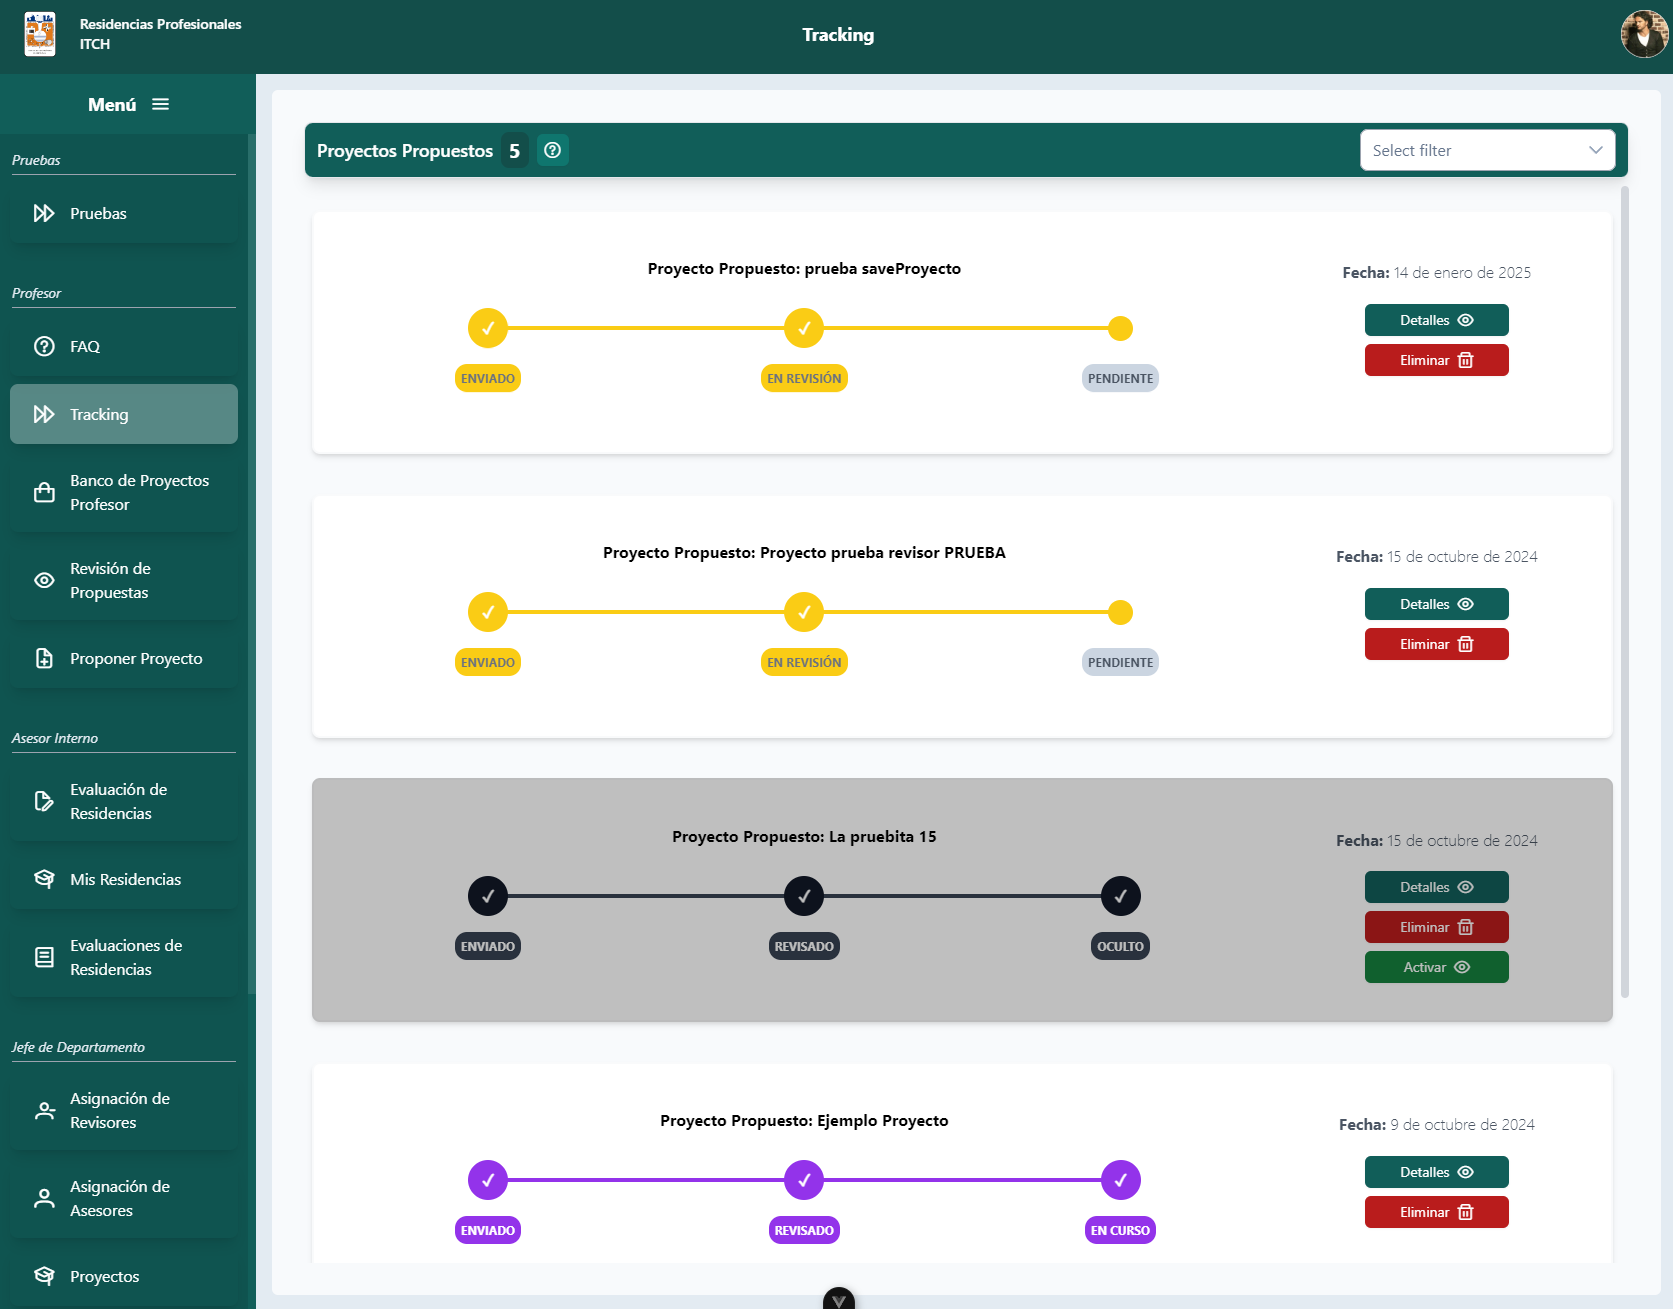 Residencias Profesionales
ITCH
Tracking
Menú
Pruebas
Pruebas
Profesor
FAQ
Tracking
Banco de Proyectos
Profesor
Revisión de
Propuestas
Proponer Proyecto
Asesor Interno
Evaluación de
Residencias
Mis Residencias
Evaluaciones de
Residencias
Jefe de Departamento
Asignación de
Revisores
Asignación de
Asesores
Proyectos
Proyectos Propuestos 5
Select filter
Proyecto Propuesto: prueba saveProyecto
ENVIADO
EN REVISIÓN
PENDIENTE
Fecha: 14 de enero de 2025
Detalles
Eliminar
Proyecto Propuesto: Proyecto prueba revisor PRUEBA
ENVIADO
EN REVISIÓN
PENDIENTE
Fecha: 15 de octubre de 2024
Detalles
Eliminar
Proyecto Propuesto: La pruebita 15
ENVIADO
REVISADO
OCULTO
Fecha: 15 de octubre de 2024
Detalles
Eliminar
Activar
Proyecto Propuesto: Ejemplo Proyecto
ENVIADO
REVISADO
EN CURSO
Fecha: 9 de octubre de 2024
Detalles
Eliminar